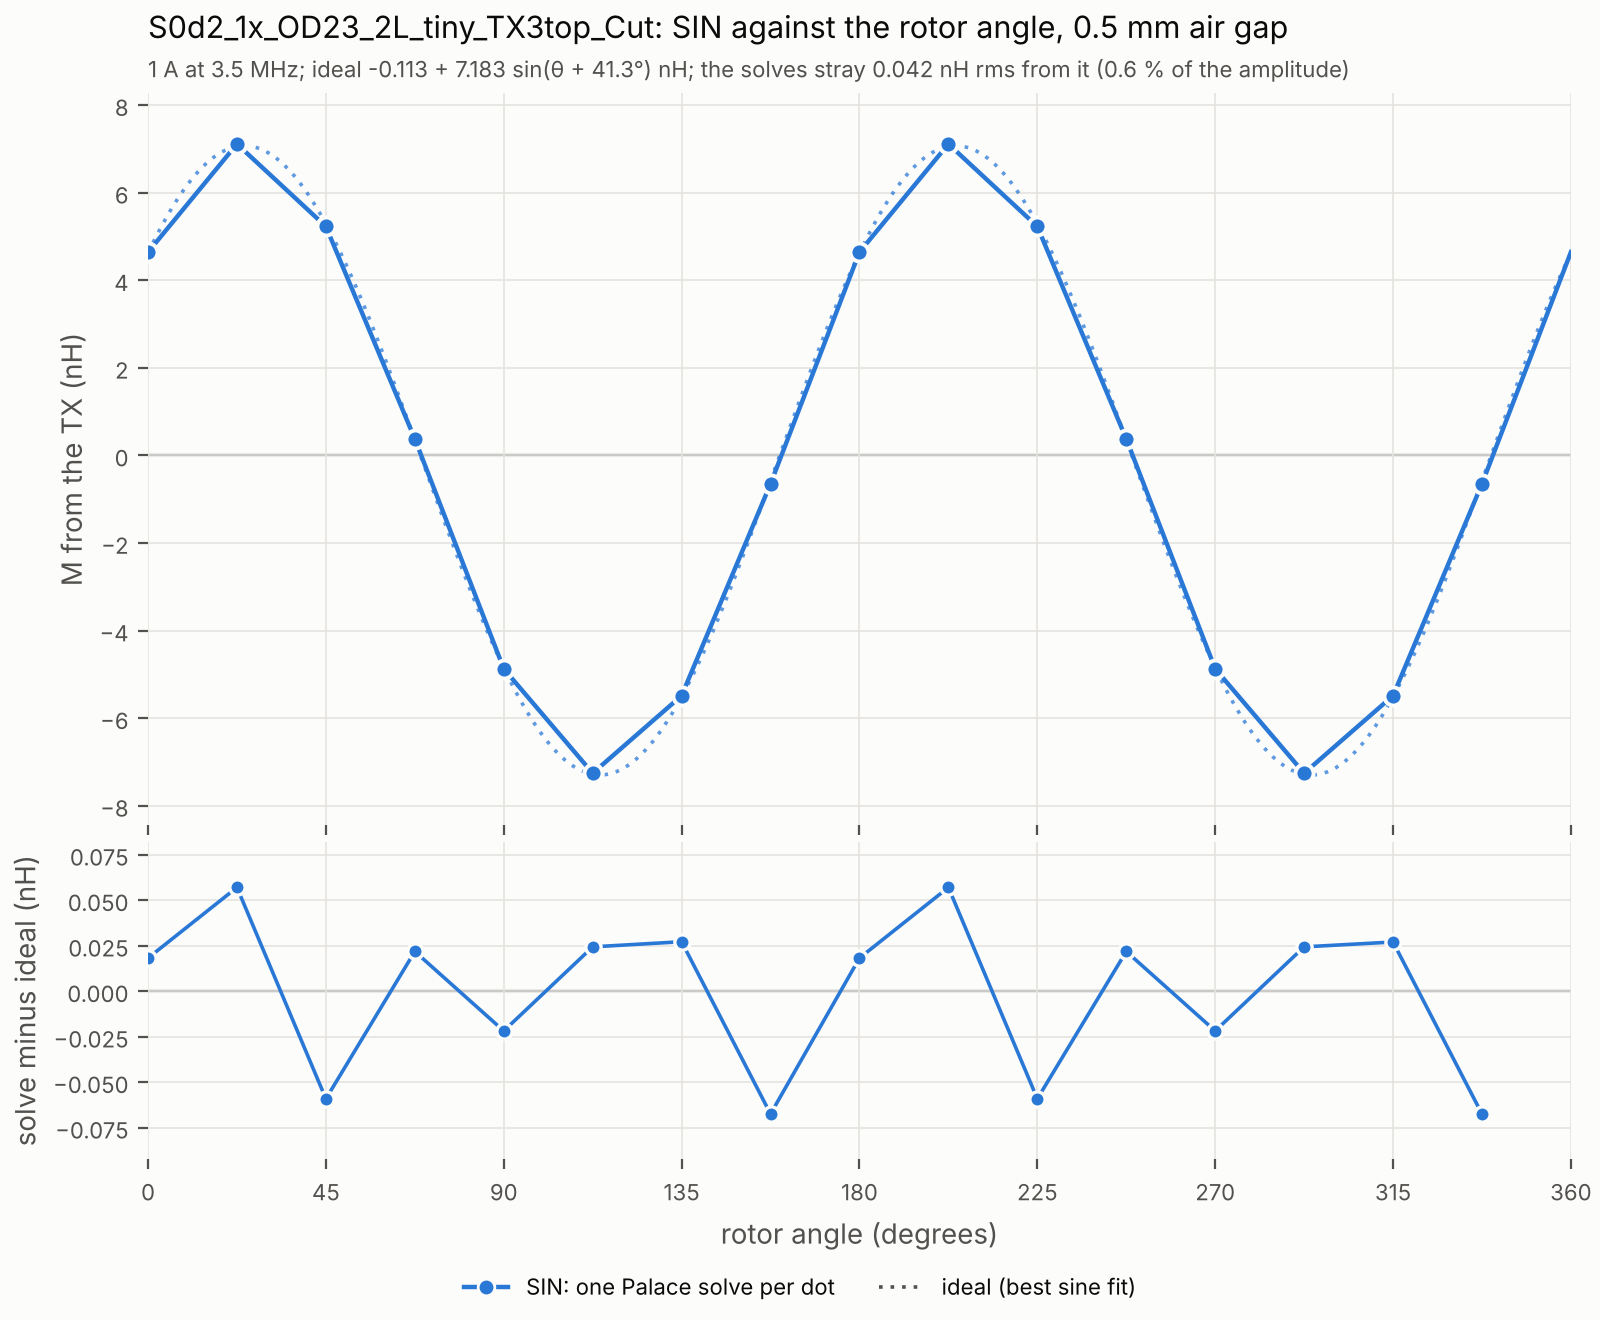 S0d2_1x_OD23_2L_tiny_TX3top_Cut: SIN against the rotor angle, 0.5 mm air gap
1 A at 3.5 MHz; ideal -0.113 + 7.183 sin(θ + 41.3°) nH; the solves stray 0.042 nH rms from it (0.6 % of the amplitude)
M from the TX (nH)
8
6
4
2
0
−2
−4
−6
−8
solve minus ideal (nH)
0.075
0.050
0.025
0.000
−0.025
−0.050
−0.075
0 45 90 135 180 225 270 315 360
rotor angle (degrees)
SIN: one Palace solve per dot ideal (best sine fit)